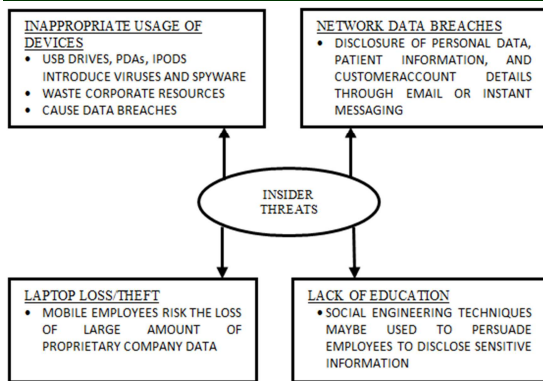 INAPPROPRIATE USAGE OF
DEVICES
• USB DRIVES, PDAs, IPODS
INTRODUCE VIRUSES AND SPYWARE
• WASTE CORPORATE RESOURCES
• CAUSE DATA BREACHES
NETWORK DATA BREACHES
• DISCLOSURE OF PERSONAL DATA,
PATIENT INFORMATION, AND
CUSTOMERACCOUNT DETAILS
THROUGH EMAIL OR INSTANT
MESSAGING
INSIDER
THREATS
LAPTOP LOSS/THEFT
• MOBILE EMPLOYEES RISK THE LOSS
OF LARGE AMOUNT OF
PROPRIETARY COMPANY DATA
LACK OF EDUCATION
• SOCIAL ENGINEERING TECHNIQUES
MAYBE USED TO PERSUADE
EMPLOYEES TO DISCLOSE SENSITIVE
INFORMATION